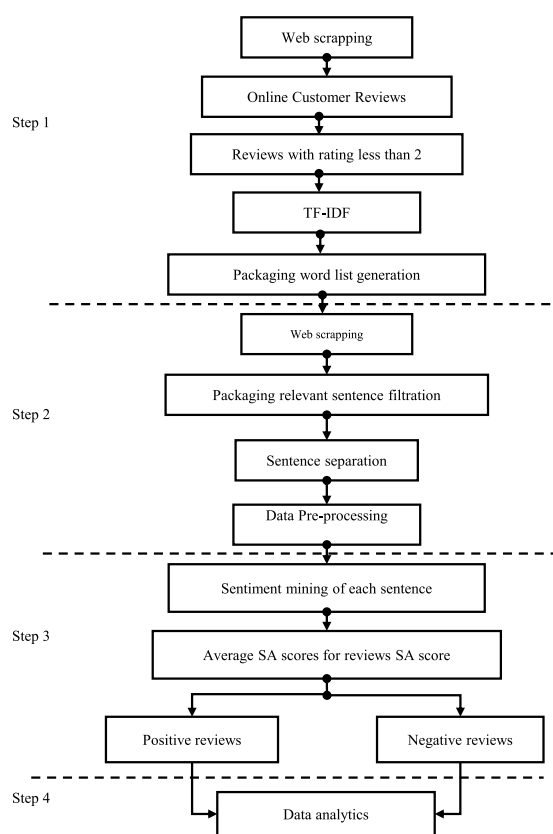 Web scrapping
Online Customer Reviews
Step 1
Reviews with rating less than 2
TF-IDF
Packaging word list generation
Web scrapping
Packaging relevant sentence filtration
Step 2
Sentence separation
Data Pre-processing
Sentiment mining of each sentence
Step 3
Average SA scores for reviews SA score
Positive reviews
Negative reviews
Step 4
Data analytics